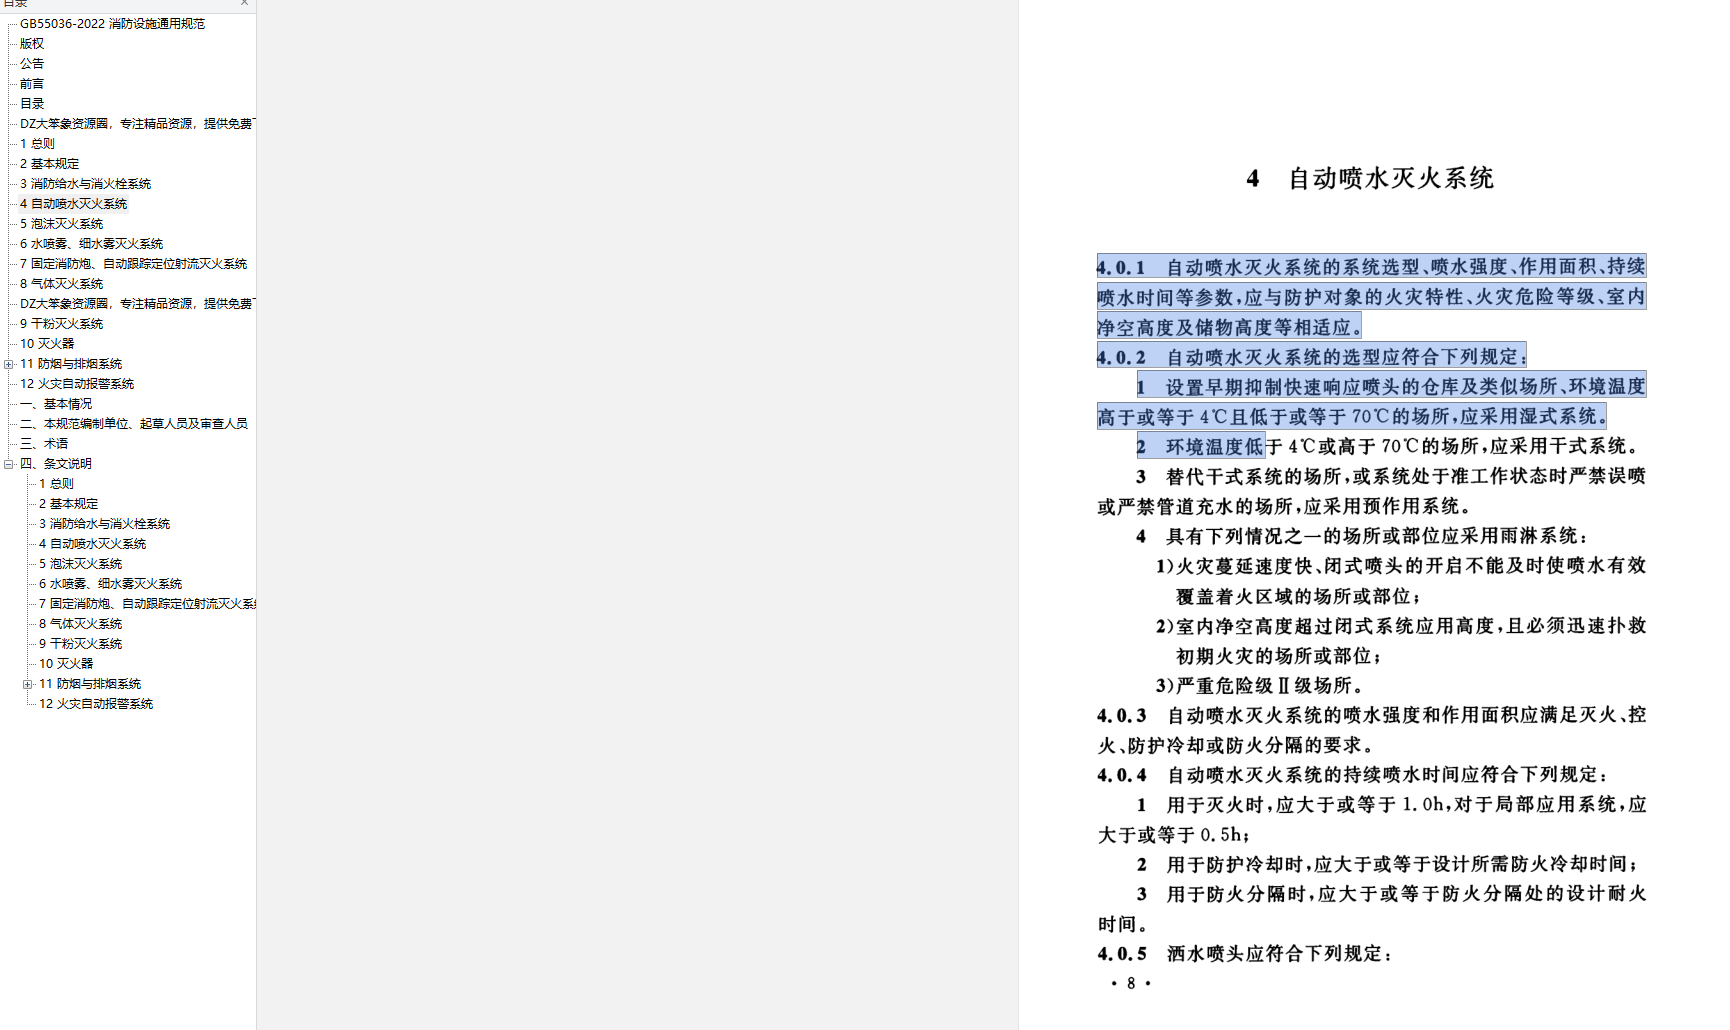 目录
GB55036-2022 消防设施通用规范
版权
公告
前言
目录
DZ大笨象资源圈，专注精品资源，提供免费下
1 总则
2 基本规定
3 消防给水与消火栓系统
4 自动喷水灭火系统
5 泡沫灭火系统
6 水喷雾、细水雾灭火系统
7 固定消防炮、自动跟踪定位射流灭火系统
8 气体灭火系统
DZ大笨象资源圈，专注精品资源，提供免费下
9 干粉灭火系统
10 灭火器
11 防烟与排烟系统
12 火灾自动报警系统
一、基本情况
二、本规范编制单位、起草人员及审查人员
三、术语
四、条文说明
1 总则
2 基本规定
3 消防给水与消火栓系统
4 自动喷水灭火系统
5 泡沫灭火系统
6 水喷雾、细水雾灭火系统
7 固定消防炮、自动跟踪定位射流灭火系统
8 气体灭火系统
9 干粉灭火系统
10 灭火器
11 防烟与排烟系统
12 火灾自动报警系统
4 自动喷水灭火系统
4.0.1 自动喷水灭火系统的系统选型、喷水强度、作用面积、持续
喷水时间等参数，应与防护对象的火灾特性、火灾危险等级、室内
净空高度及储物高度等相适应。
4.0.2 自动喷水灭火系统的选型应符合下列规定：
1 设置早期抑制快速响应喷头的仓库及类似场所、环境温度
高于或等于4℃且低于或等于70℃的场所，应采用湿式系统。
2 环境温度低于4℃或高于70℃的场所，应采用干式系统。
3 替代干式系统的场所，或系统处于准工作状态时严禁误喷
或严禁管道充水的场所，应采用预作用系统。
4 具有下列情况之一的场所或部位应采用雨淋系统：
1)火灾蔓延速度快、闭式喷头的开启不能及时使喷水有效
覆盖着火区域的场所或部位；
2)室内净空高度超过闭式系统应用高度，且必须迅速扑救
初期火灾的场所或部位；
3)严重危险级Ⅱ级场所。
4.0.3 自动喷水灭火系统的喷水强度和作用面积应满足灭火、控
火、防护冷却或防火分隔的要求。
4.0.4 自动喷水灭火系统的持续喷水时间应符合下列规定：
1 用于灭火时，应大于或等于1.0h，对于局部应用系统，应
大于或等于0.5h；
2 用于防护冷却时，应大于或等于设计所需防火冷却时间；
3 用于防火分隔时，应大于或等于防火分隔处的设计耐火
时间。
4.0.5 洒水喷头应符合下列规定：
• 8 •